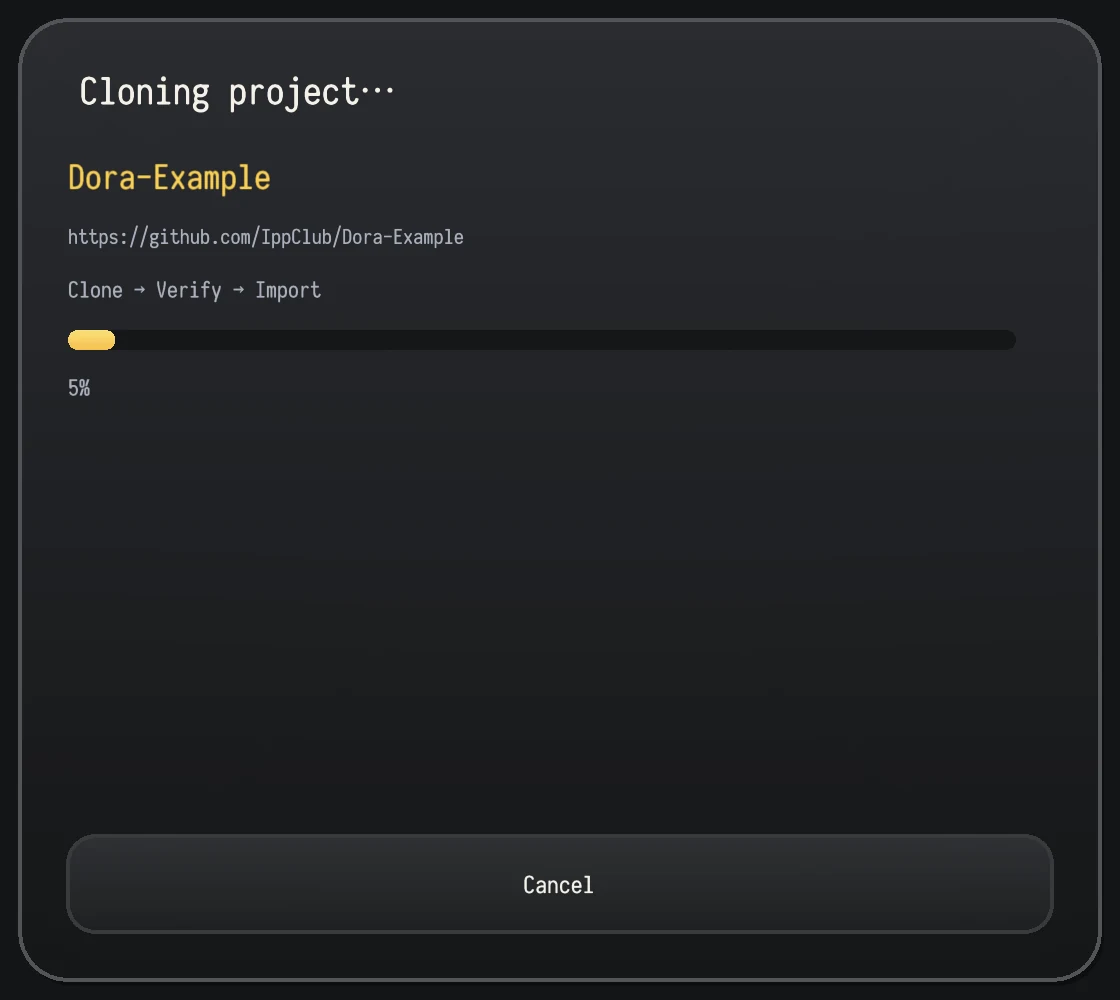 Cloning project…
Dora-Example
https://github.com/IppClub/Dora-Example
Clone → Verify → Import
5%
Cancel